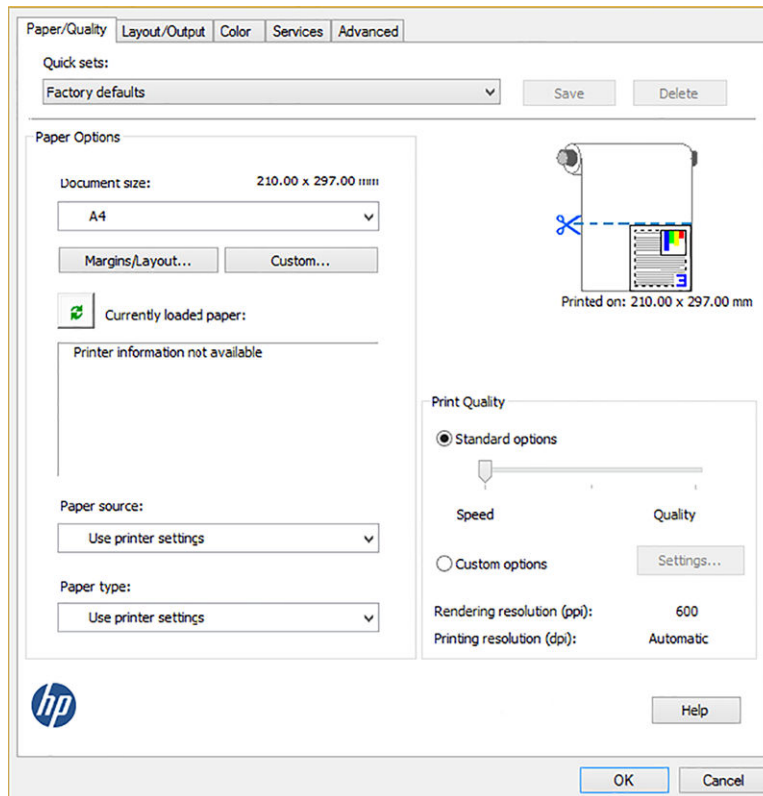 Paper/Quality Layout/Output Color Services Advanced
Quick sets:
Factory defaults
Save Delete
Paper Options
Document size: 210.00 x 297.00 mm
A4
Margins/Layout... Custom...
Currently loaded paper:
Printer information not available
Paper source:
Use printer settings
Paper type:
Use printer settings
Printed on: 210.00 x 297.00 mm
Print Quality
Standard options
Speed Quality
Custom options Settings...
Rendering resolution (ppi): 600
Printing resolution (dpi): Automatic
hp
Help
OK Cancel